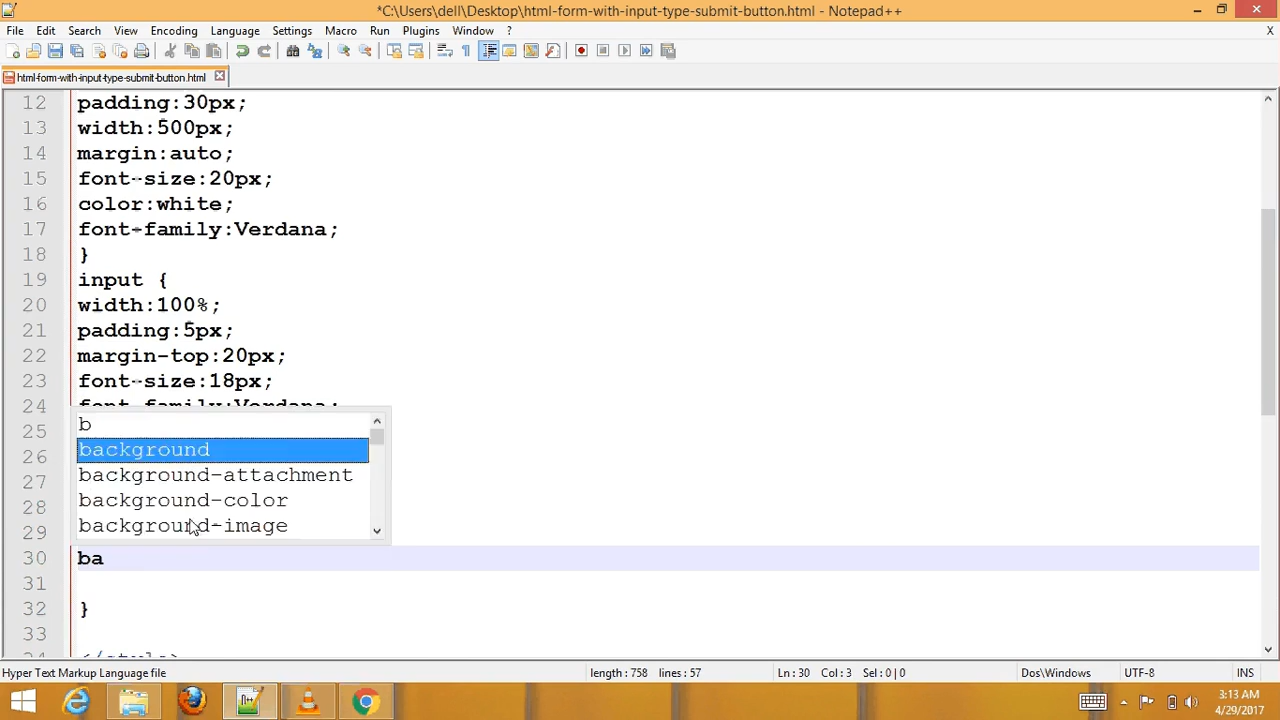 *C:\Users\dell\Desktop\html-form-with-input-type-submit-button.html - Notepad++
File Edit Search View Encoding Language Settings Macro Run Plugins Window ? X
html-form-with-input-type-submit-button.html
12 padding:30px;
13 width:500px;
14 margin:auto;
15 font-size:20px;
16 color:white;
17 font-family:Verdana;
18 }
19 input {
20 width:100%;
21 padding:5px;
22 margin-top:20px;
23 font-size:18px;
24 font-family:Verdana;
25 b
26 background
27 background-attachment
28 background-color
29 background-image
30 ba
31
32 }
33
34 </style>
Hyper Text Markup Language file length : 758 lines : 57 Ln : 30 Col : 3 Sel : 0 | 0 Dos\Windows UTF-8 INS
3:13 AM
4/29/2017